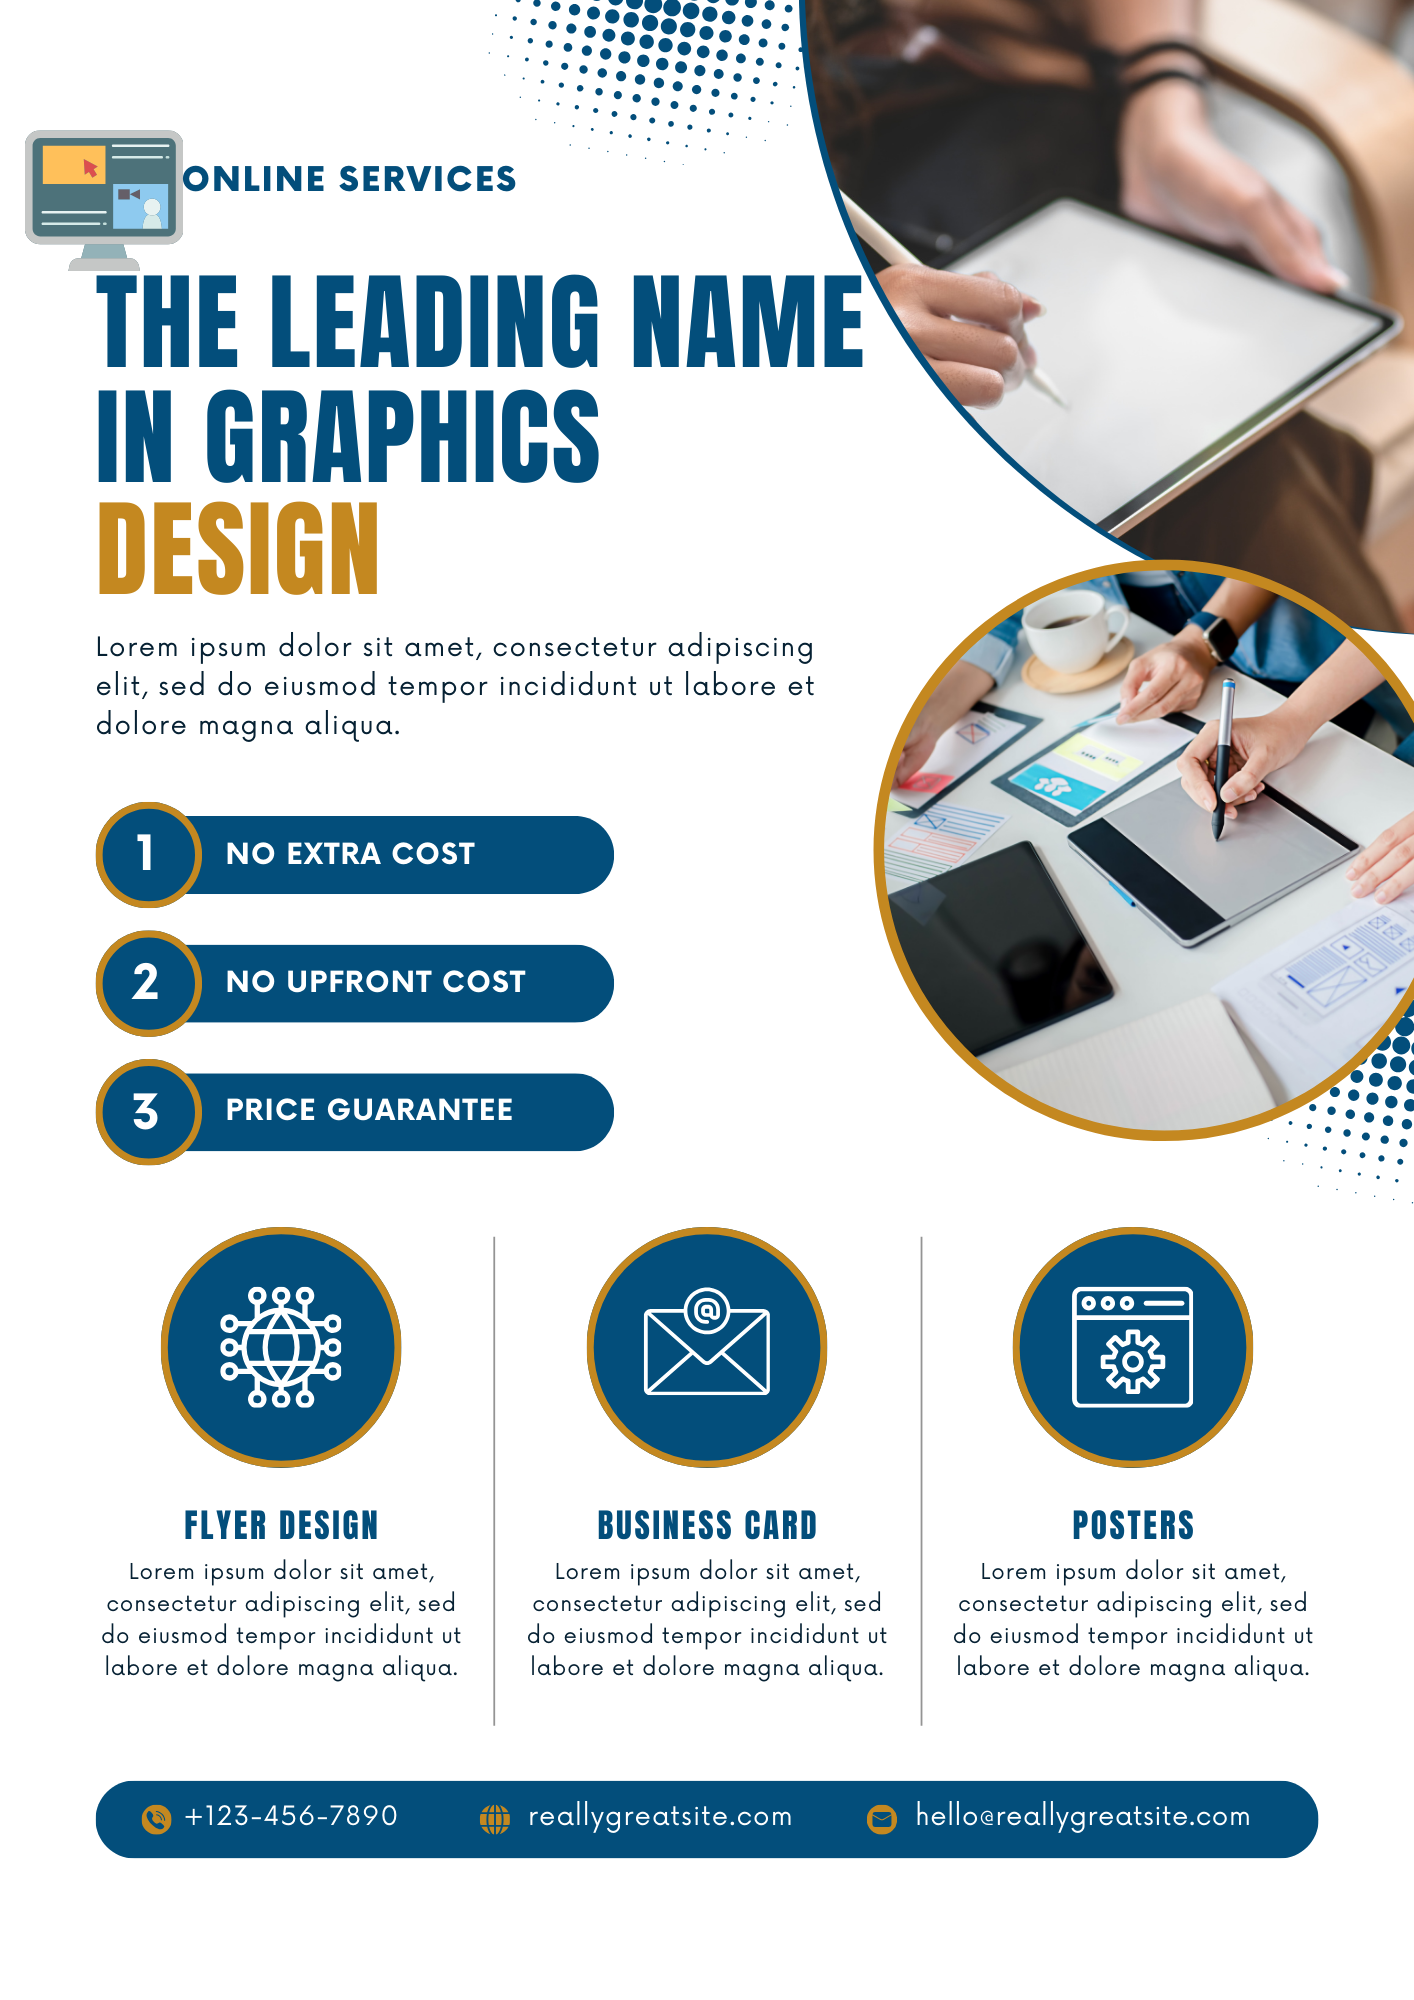 ONLINE SERVICES
THE LEADING NAME
IN GRAPHICS
DESIGN
Lorem ipsum dolor sit amet, consectetur adipiscing
elit, sed do eiusmod tempor incididunt ut labore et
dolore magna aliqua.
1 NO EXTRA COST
2 NO UPFRONT COST
3 PRICE GUARANTEE
@
FLYER DESIGN
Lorem ipsum dolor sit amet,
consectetur adipiscing elit, sed
do eiusmod tempor incididunt ut
labore et dolore magna aliqua.
BUSINESS CARD
Lorem ipsum dolor sit amet,
consectetur adipiscing elit, sed
do eiusmod tempor incididunt ut
labore et dolore magna aliqua.
POSTERS
Lorem ipsum dolor sit amet,
consectetur adipiscing elit, sed
do eiusmod tempor incididunt ut
labore et dolore magna aliqua.
+123-456-7890 reallygreatsite.com hello@reallygreatsite.com